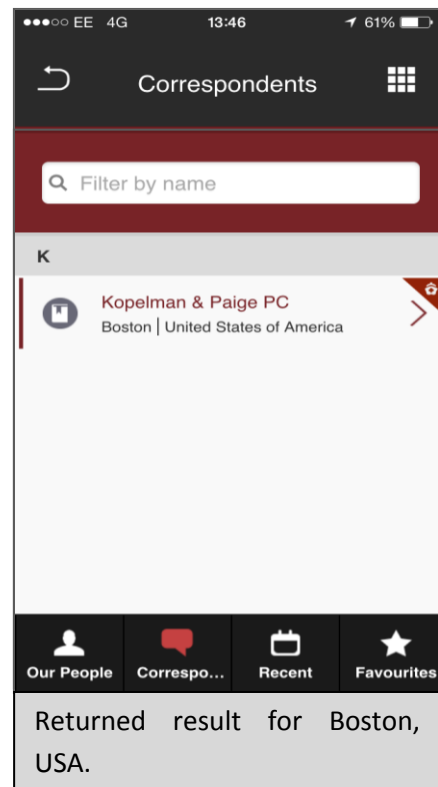 EE 4G 13:46 61%
Correspondents
Filter by name
K
Kopelman & Paige PC
Boston | United States of America
Our People Correspo... Recent Favourites
Returned result for Boston,
USA.